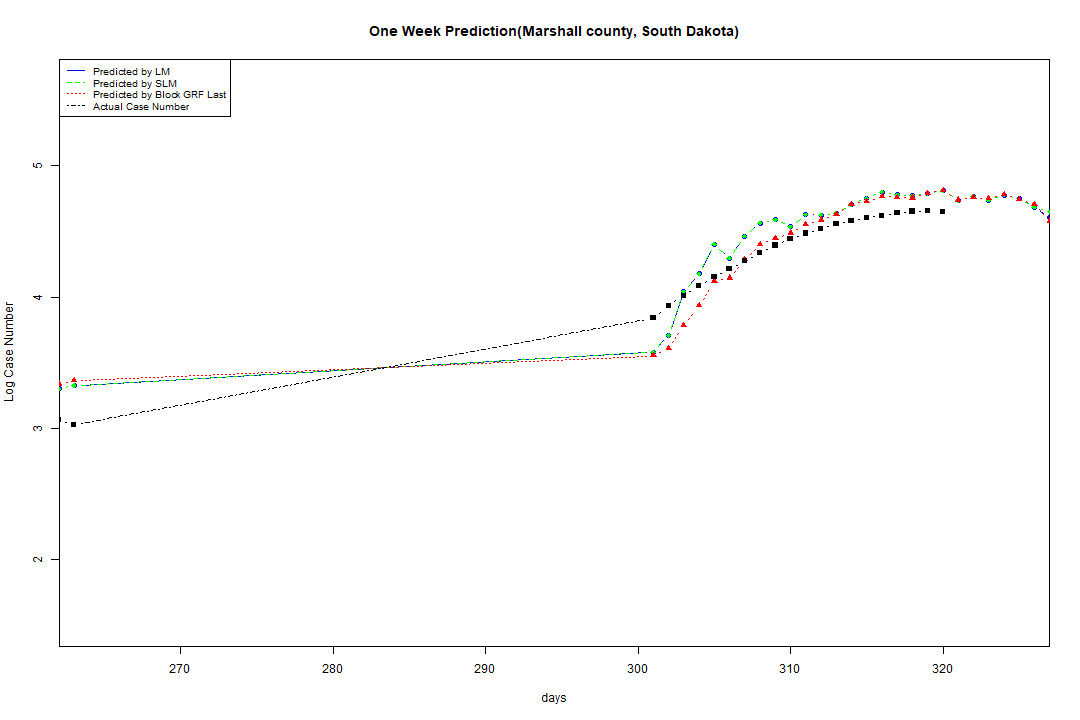 One Week Prediction(Marshall county, South Dakota)
Predicted by LM
Predicted by SLM
Predicted by Block GRF Last
Actual Case Number
5
4
3
2
Log Case Number
270 280 290 300 310 320
days